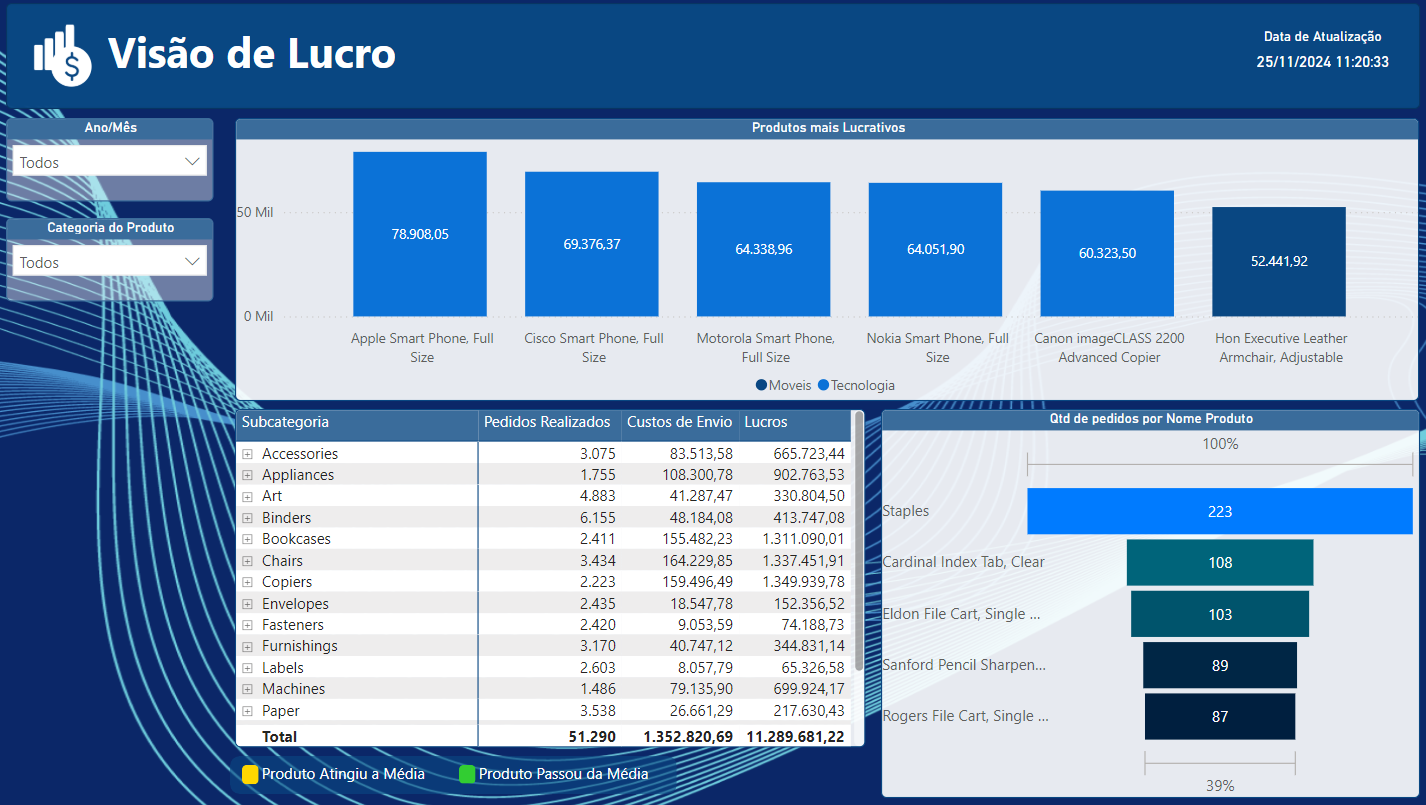 Visão de Lucro
Data de Atualização
25/11/2024 11:20:33
Ano/Mês
Todos
Categoria do Produto
Todos
Produtos mais Lucrativos
50 Mil
0 Mil
78.908,05
69.376,37
64.338,96
64.051,90
60.323,50
52.441,92
Apple Smart Phone, Full
Size
Cisco Smart Phone, Full
Size
Motorola Smart Phone,
Full Size
Nokia Smart Phone, Full
Size
Canon imageCLASS 2200
Advanced Copier
Hon Executive Leather
Armchair, Adjustable
Moveis Tecnologia
Subcategoria Pedidos Realizados Custos de Envio Lucros
Accessories 3.075 83.513,58 665.723,44
Appliances 1.755 108.300,78 902.763,53
Art 4.883 41.287,47 330.804,50
Binders 6.155 48.184,08 413.747,08
Bookcases 2.411 155.482,23 1.311.090,01
Chairs 3.434 164.229,85 1.337.451,91
Copiers 2.223 159.496,49 1.349.939,78
Envelopes 2.435 18.547,78 152.356,52
Fasteners 2.420 9.053,59 74.188,73
Furnishings 3.170 40.747,12 344.831,14
Labels 2.603 8.057,79 65.326,58
Machines 1.486 79.135,90 699.924,17
Paper 3.538 26.661,29 217.630,43
Total 51.290 1.352.820,69 11.289.681,22
Produto Atingiu a Média
Produto Passou da Média
Qtd de pedidos por Nome Produto
100%
Staples 223
Cardinal Index Tab, Clear 108
Eldon File Cart, Single ... 103
Sanford Pencil Sharpen... 89
Rogers File Cart, Single ... 87
39%